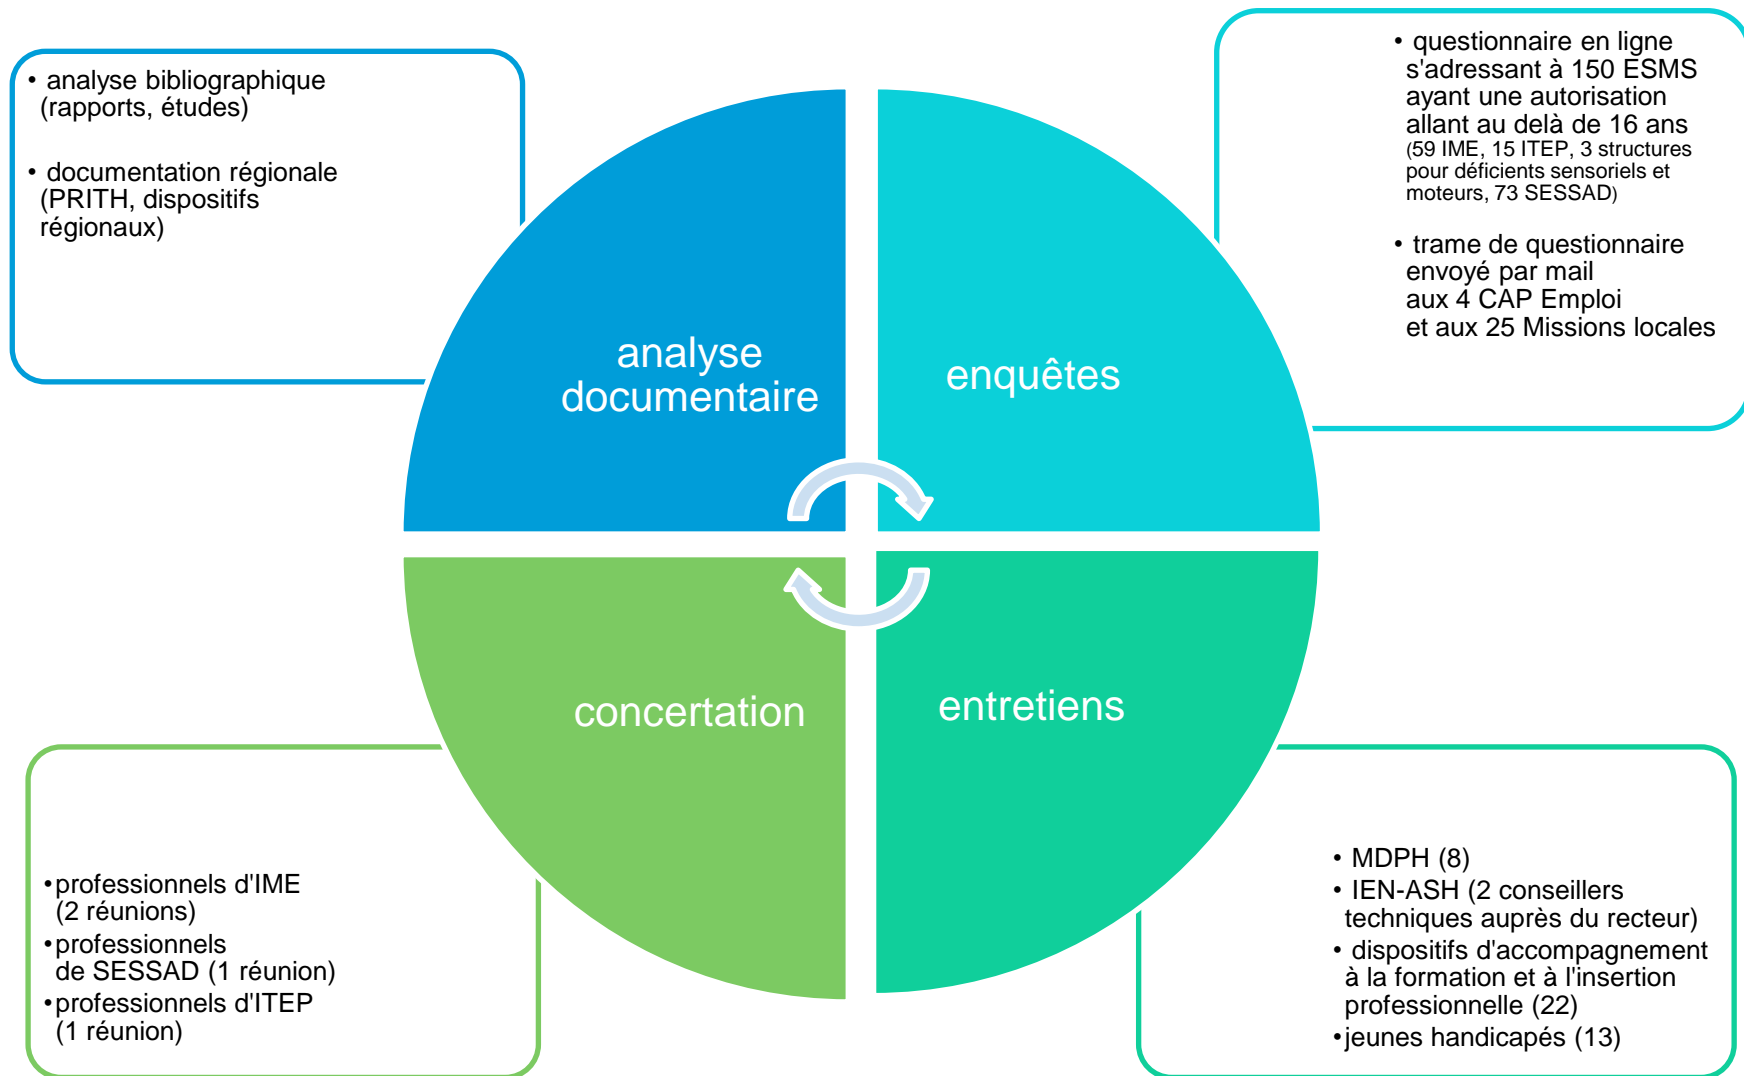 • analyse bibliographique
(rapports, études)
• documentation régionale
(PRITH, dispositifs
régionaux)
• questionnaire en ligne
s'adressant à 150 ESMS
ayant une autorisation
allant au delà de 16 ans
(59 IME, 15 ITEP, 3 structures
pour déficients sensoriels et
moteurs, 73 SESSAD)
• trame de questionnaire
envoyé par mail
aux 4 CAP Emploi
et aux 25 Missions locales
analyse
documentaire
enquêtes
concertation
entretiens
•professionnels d'IME
(2 réunions)
•professionnels
de SESSAD (1 réunion)
•professionnels d'ITEP
(1 réunion)
• MDPH (8)
• IEN-ASH (2 conseillers
techniques auprès du recteur)
• dispositifs d'accompagnement
à la formation et à l'insertion
professionnelle (22)
•jeunes handicapés (13)